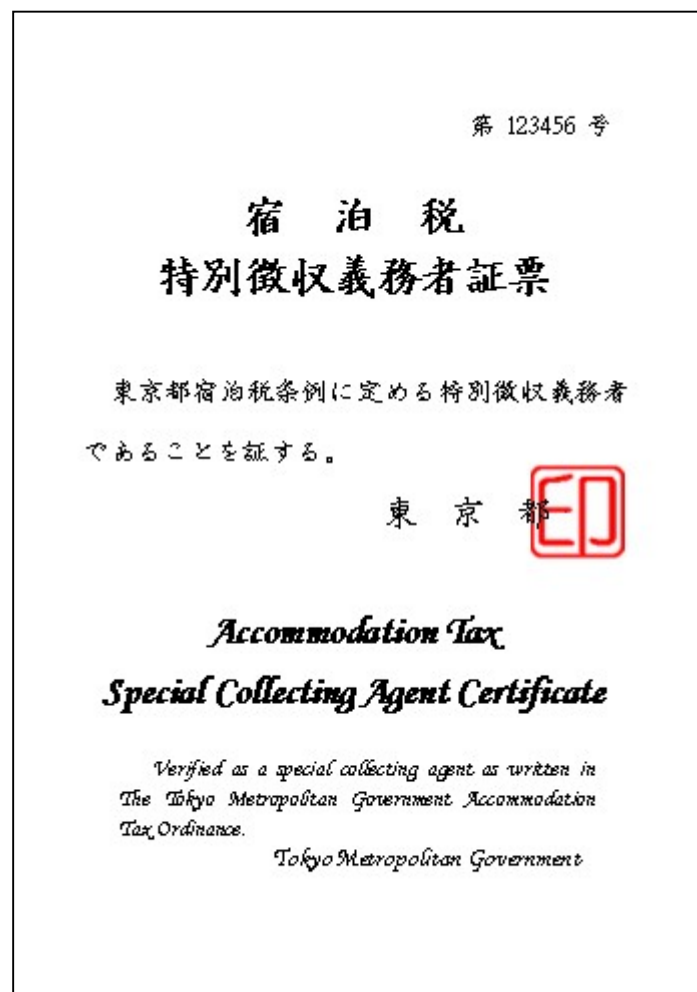 第 123456 号
宿 泊 税
特別徴収義務者証票
東京都宿泊税条例に定める特別徴収義務者
であることを証する。
東 京 都 印
Accommodation Tax
Special Collecting Agent Certificate
Verified as a special collecting agent as written in
The Tokyo Metropolitan Government Accommodation
Tax Ordinance.
Tokyo Metropolitan Government